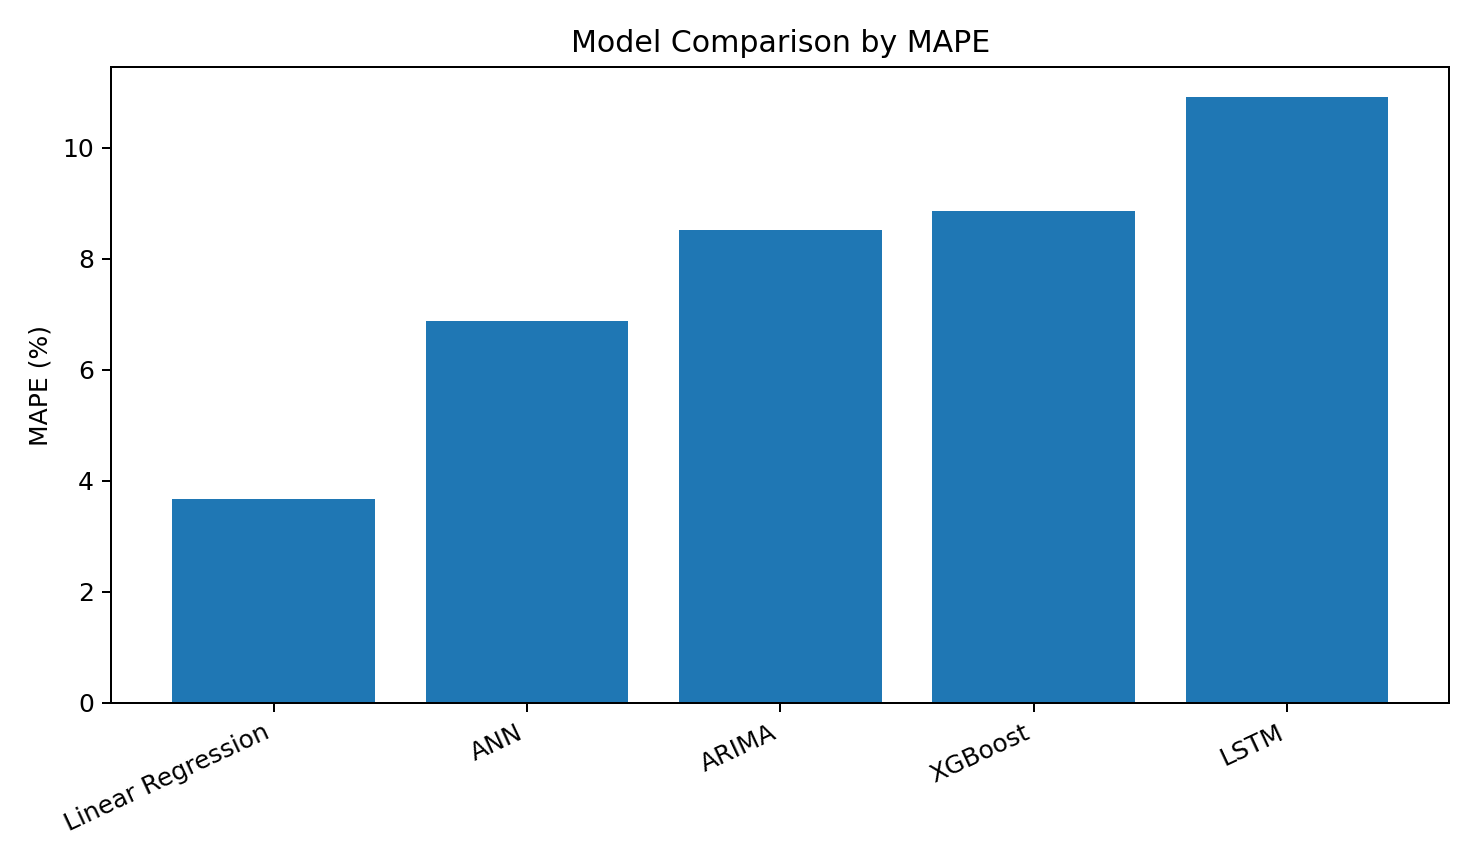 Model Comparison by MAPE
MAPE (%)
10
8
6
4
2
0
Linear Regression
ANN
ARIMA
XGBoost
LSTM